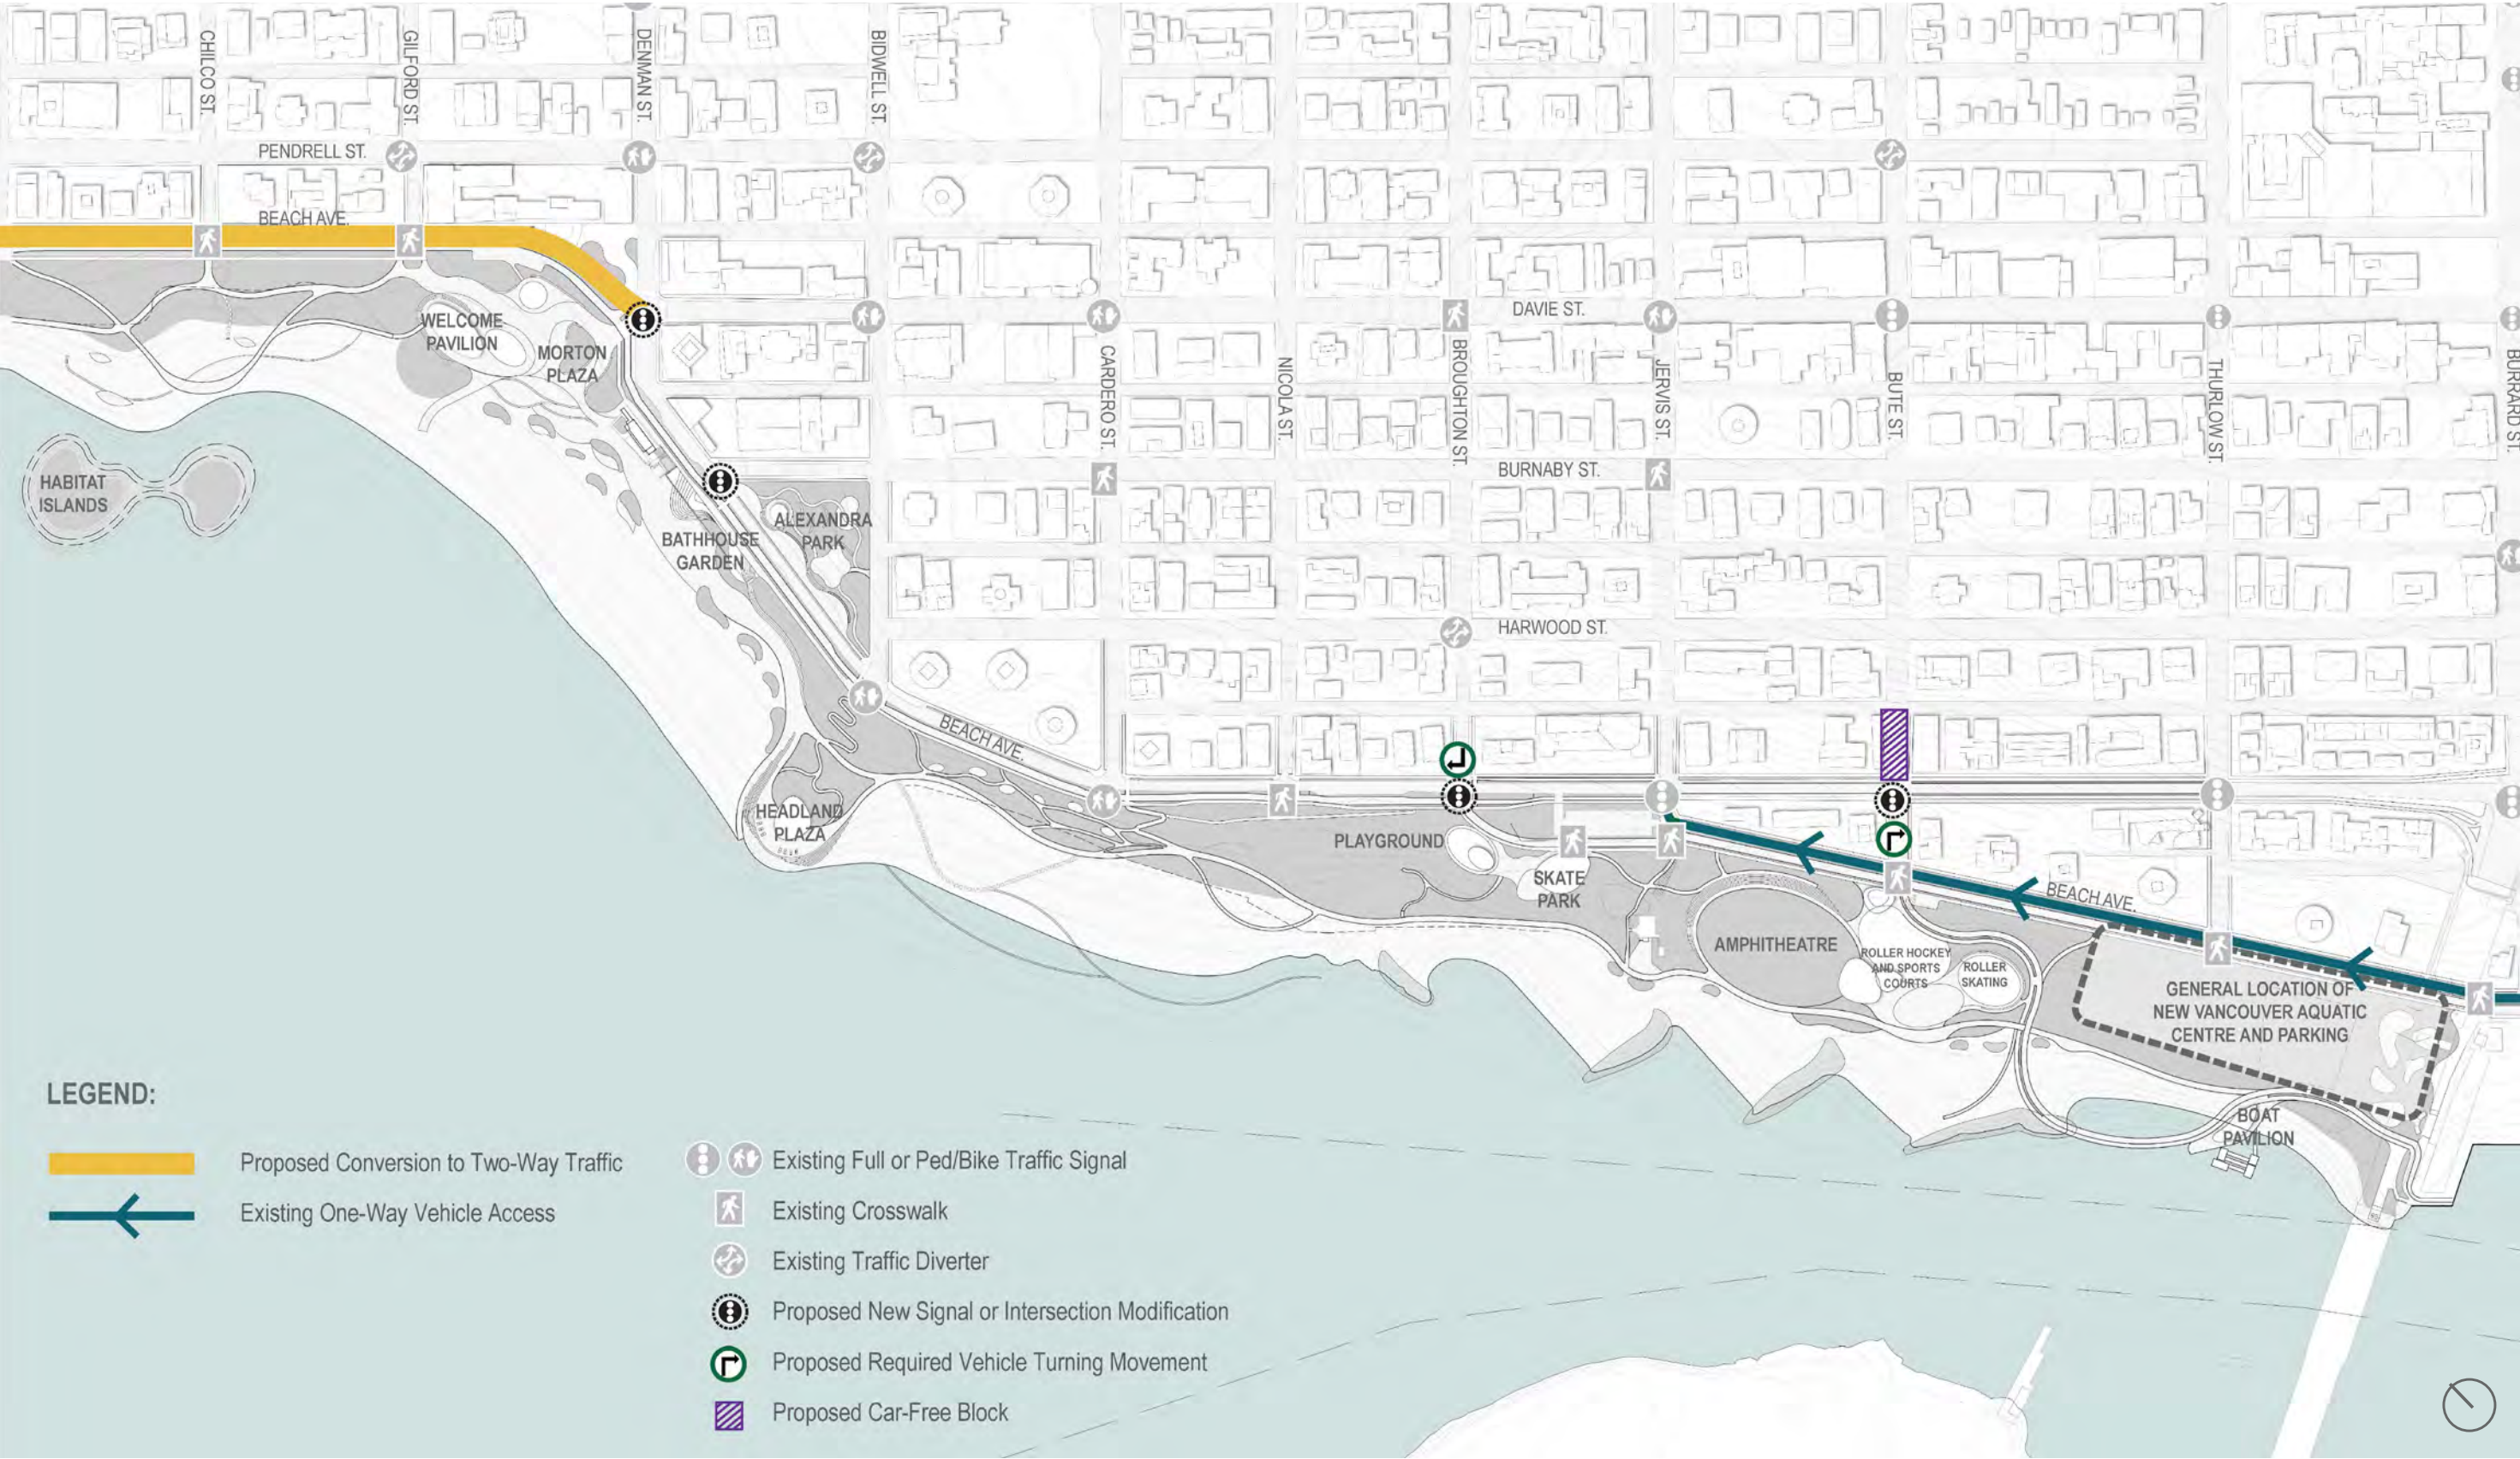 CHILCO ST.
GILFORD ST.
DENMAN ST.
BIDWELL ST.
PENDRELL ST.
BEACH AVE.
WELCOME
PAVILION
MORTON
PLAZA
DAVIE ST.
CARDERO ST.
NICOLA ST.
BROUGHTON ST.
JERVIS ST.
BUTE ST.
THURLOW ST.
BURRARD ST.
HABITAT
ISLANDS
BURNABY ST.
ALEXANDRA
PARK
BATHHOUSE
GARDEN
HARWOOD ST.
BEACH AVE.
HEADLAND
PLAZA
PLAYGROUND
SKATE
PARK
BEACH AVE.
AMPHITHEATRE
ROLLER HOCKEY
AND SPORTS
COURTS
ROLLER
SKATING
GENERAL LOCATION OF
NEW VANCOUVER AQUATIC
CENTRE AND PARKING
BOAT
PAVILION
LEGEND:
Proposed Conversion to Two-Way Traffic
Existing One-Way Vehicle Access
Existing Full or Ped/Bike Traffic Signal
Existing Crosswalk
Existing Traffic Diverter
Proposed New Signal or Intersection Modification
Proposed Required Vehicle Turning Movement
Proposed Car-Free Block